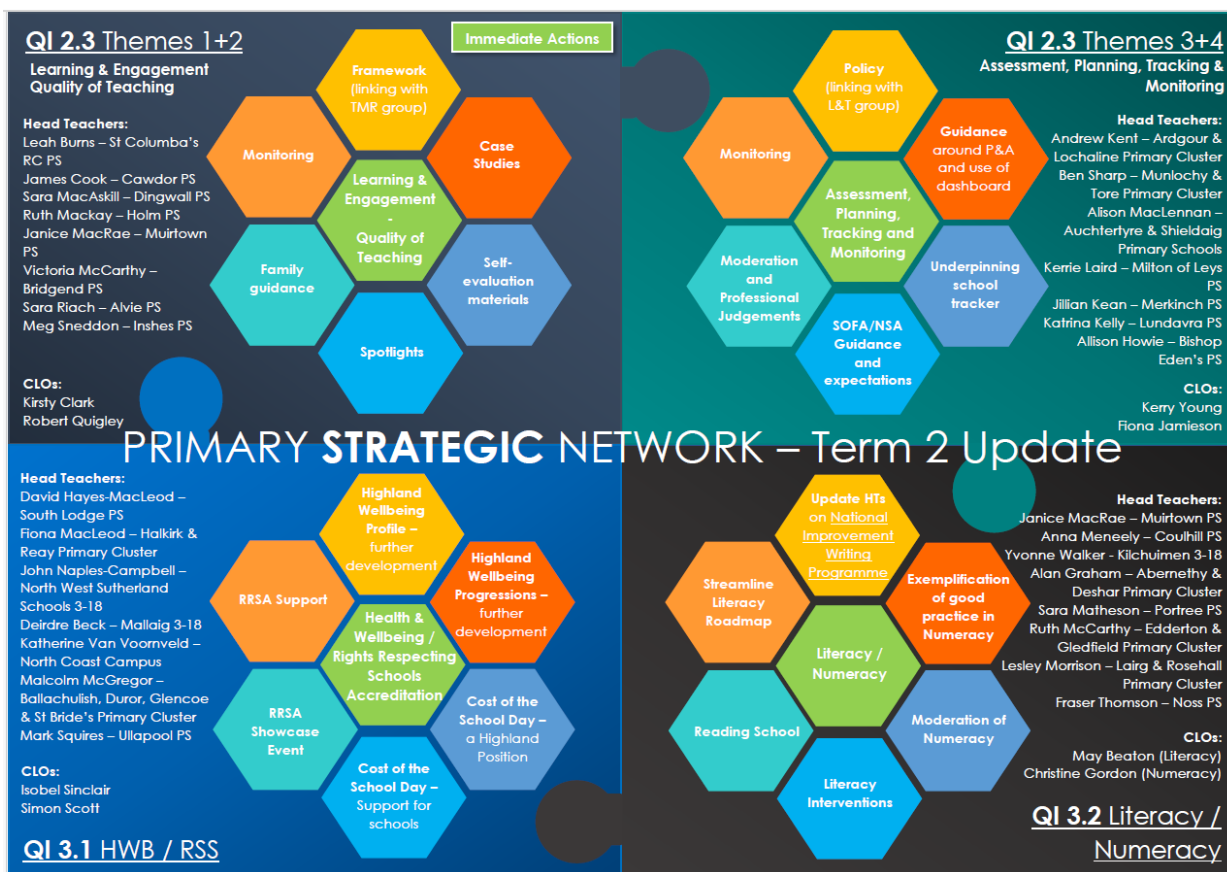 QI 2.3 Themes 1+2
Learning & Engagement
Quality of Teaching
Immediate Actions
Head Teachers:
Leah Burns – St Columba's
RC PS
James Cook – Cawdor PS
Sara MacAskill – Dingwall PS
Ruth Mackay – Holm PS
Janice MacRae – Muirtown
PS
Victoria McCarthy –
Bridgend PS
Sara Riach – Alvie PS
Meg Sneddon – Inshes PS
CLOs:
Kirsty Clark
Robert Quigley
Framework
(linking with
TMR group)
Monitoring
Case
Studies
Learning &
Engagement
-
Quality of
Teaching
Family
guidance
Self-
evaluation
materials
Spotlights
QI 2.3 Themes 3+4
Assessment, Planning, Tracking &
Monitoring
Policy
(linking with
L&T group)
Monitoring
Guidance
around P&A
and use of
dashboard
Assessment,
Planning,
Tracking and
Monitoring
Moderation
and
Professional
Judgements
Underpinning
school
tracker
SOFA/NSA
Guidance
and
expectations
Head Teachers:
Andrew Kent – Ardgour &
Lochaline Primary Cluster
Ben Sharp – Munlochy &
Tore Primary Cluster
Alison MacLennan –
Auchtertyre & Shieldaig
Primary Schools
Kerrie Laird – Milton of Leys
PS
Jillian Kean – Merkinch PS
Katrina Kelly – Lundavra PS
Allison Howie – Bishop
Eden's PS
CLOs:
Kerry Young
Fiona Jamieson
PRIMARY STRATEGIC NETWORK – Term 2 Update
Head Teachers:
David Hayes-MacLeod –
South Lodge PS
Fiona MacLeod – Halkirk &
Reay Primary Cluster
John Naples-Campbell –
North West Sutherland
Schools 3-18
Deirdre Beck – Mallaig 3-18
Katherine Van Voornveld –
North Coast Campus
Malcolm McGregor –
Ballachulish, Duror, Glencoe
& St Bride's Primary Cluster
Mark Squires – Ullapool PS
CLOs:
Isobel Sinclair
Simon Scott
QI 3.1 HWB / RSS
Highland
Wellbeing
Profile –
further
development
RRSA Support
Highland
Wellbeing
Progressions –
further
development
Health &
Wellbeing /
Rights Respecting
Schools
Accreditation
RRSA
Showcase
Event
Cost of the
School Day –
a Highland
Position
Cost of the
School Day –
Support for
schools
Update HTs
on National
Improvement
Writing
Programme
Streamline
Literacy
Roadmap
Exemplification
of good
practice in
Numeracy
Literacy /
Numeracy
Reading School
Moderation of
Numeracy
Literacy
Interventions
Head Teachers:
Janice MacRae – Muirtown PS
Anna Meneely – Coulhill PS
Yvonne Walker - Kilchuimen 3-18
Alan Graham – Abernethy &
Deshar Primary Cluster
Sara Matheson – Portree PS
Ruth McCarthy – Edderton &
Gledfield Primary Cluster
Lesley Morrison – Lairg & Rosehall
Primary Cluster
Fraser Thomson – Noss PS
CLOs:
May Beaton (Literacy)
Christine Gordon (Numeracy)
QI 3.2 Literacy /
Numeracy